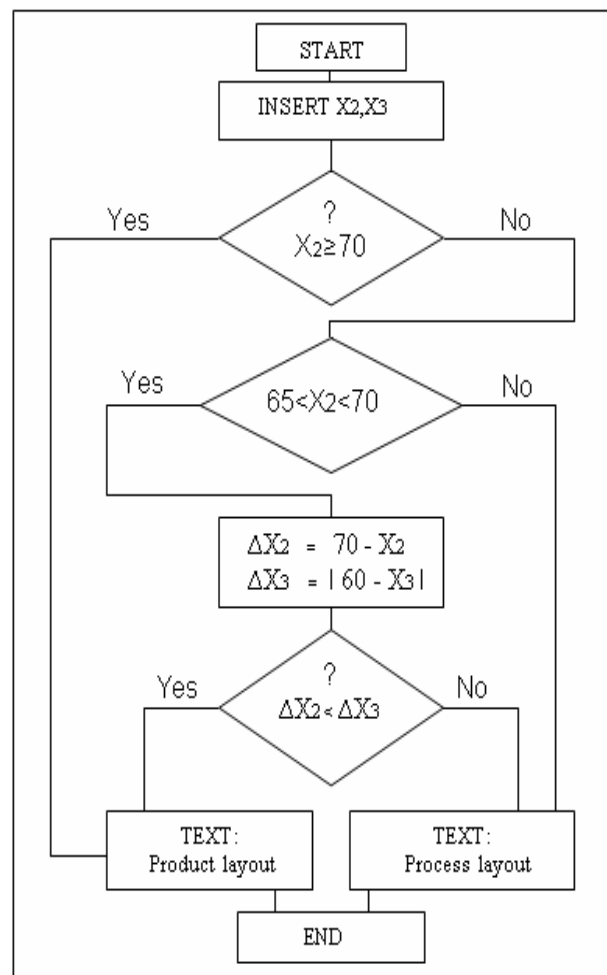 START
INSERT X2,X3
?
X2≥70
Yes
No
65<X2<70
Yes
No
ΔX2 = 70 - X2
ΔX3 = | 60 - X3 |
?
ΔX2 < ΔX3
Yes
No
TEXT:
Product layout
TEXT:
Process layout
END